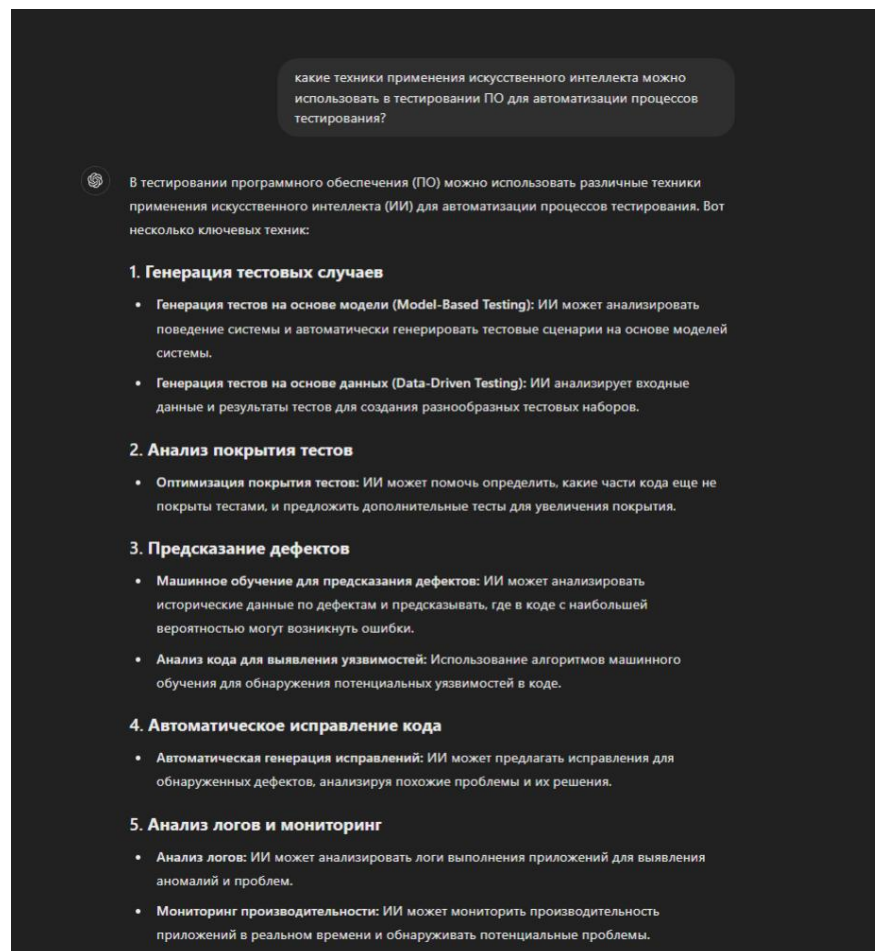 какие техники применения искусственного интеллекта можно
использовать в тестировании ПО для автоматизации процессов
тестирования?
В тестировании программного обеспечения (ПО) можно использовать различные техники
применения искусственного интеллекта (ИИ) для автоматизации процессов тестирования. Вот
несколько ключевых техник:
1. Генерация тестовых случаев
• Генерация тестов на основе модели (Model-Based Testing): ИИ может анализировать
поведение системы и автоматически генерировать тестовые сценарии на основе моделей
системы.
• Генерация тестов на основе данных (Data-Driven Testing): ИИ анализирует входные
данные и результаты тестов для создания разнообразных тестовых наборов.
2. Анализ покрытия тестов
• Оптимизация покрытия тестов: ИИ может помочь определить, какие части кода еще не
покрыты тестами, и предложить дополнительные тесты для увеличения покрытия.
3. Предсказание дефектов
• Машинное обучение для предсказания дефектов: ИИ может анализировать
исторические данные по дефектам и предсказывать, где в коде с наибольшей
вероятностью могут возникнуть ошибки.
• Анализ кода для выявления уязвимостей: Использование алгоритмов машинного
обучения для обнаружения потенциальных уязвимостей в коде.
4. Автоматическое исправление кода
• Автоматическая генерация исправлений: ИИ может предлагать исправления для
обнаруженных дефектов, анализируя похожие проблемы и их решения.
5. Анализ логов и мониторинг
• Анализ логов: ИИ может анализировать логи выполнения приложений для выявления
аномалий и проблем.
• Мониторинг производительности: ИИ может мониторить производительность
приложений в реальном времени и обнаруживать потенциальные проблемы.